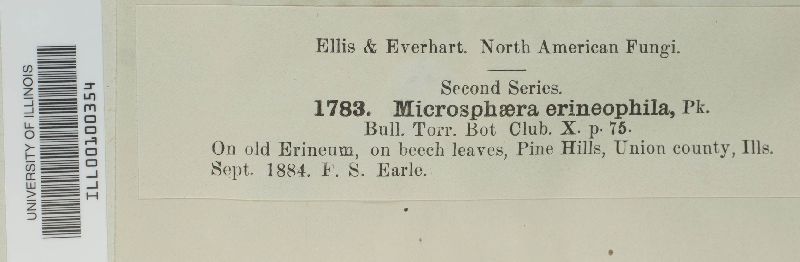 UNIVERSITY OF ILLINOIS
ILL00100354
Ellis & Everhart. North American Fungi.
Second Series.
1783. Microsphæra erineophila, Pk.
Bull. Torr. Bot Club. X. p. 75.
On old Erineum, on beech leaves, Pine Hills, Union county, Ills.
Sept. 1884. F. S. Earle.